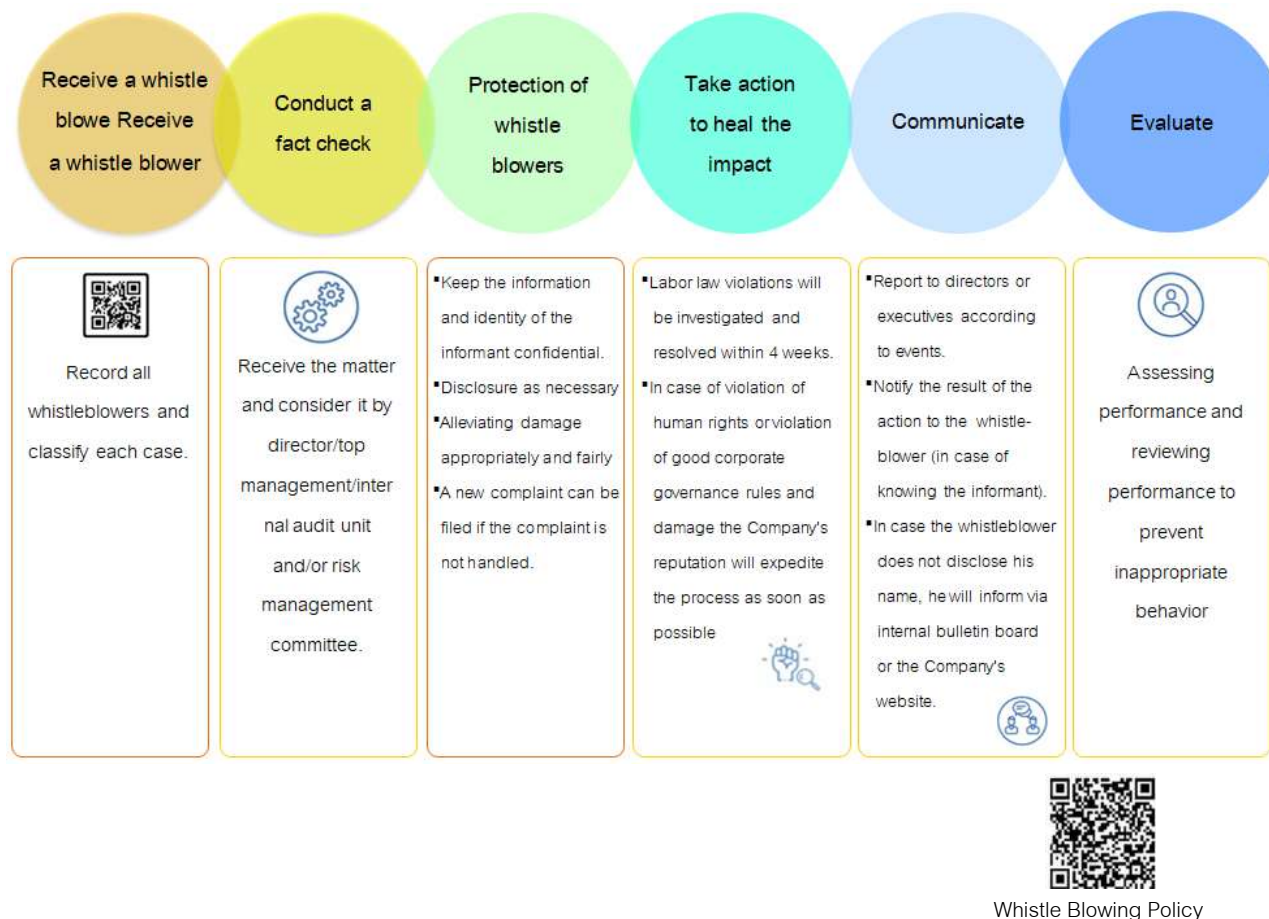 Receive a whistle
blowe Receive
a whistle blower
Conduct a
fact check
Protection of
whistle
blowers
Take action
to heal the
impact
Communicate
Evaluate
Record all
whistleblowers and
classify each case.
Receive the matter
and consider it by
director/top
management/inter
nal audit unit
and/or risk
management
committee.
▪Keep the information
and identity of the
informant confidential.
▪Disclosure as necessary
▪Alleviating damage
appropriately and fairly
▪A new complaint can be
filed if the complaint is
not handled.
▪Labor law violations will
be investigated and
resolved within 4 weeks.
▪In case of violation of
human rights or violation
of good corporate
governance rules and
damage the Company's
reputation will expedite
the process as soon as
possible
▪Report to directors or
executives according
to events.
▪Notify the result of the
action to the whistle-
blower (in case of
knowing the informant).
▪In case the whistleblower
does not disclose his
name, he will inform via
internal bulletin board
or the Company's
website.
Assessing
performance and
reviewing
performance to
prevent
inappropriate
behavior
Whistle Blowing Policy